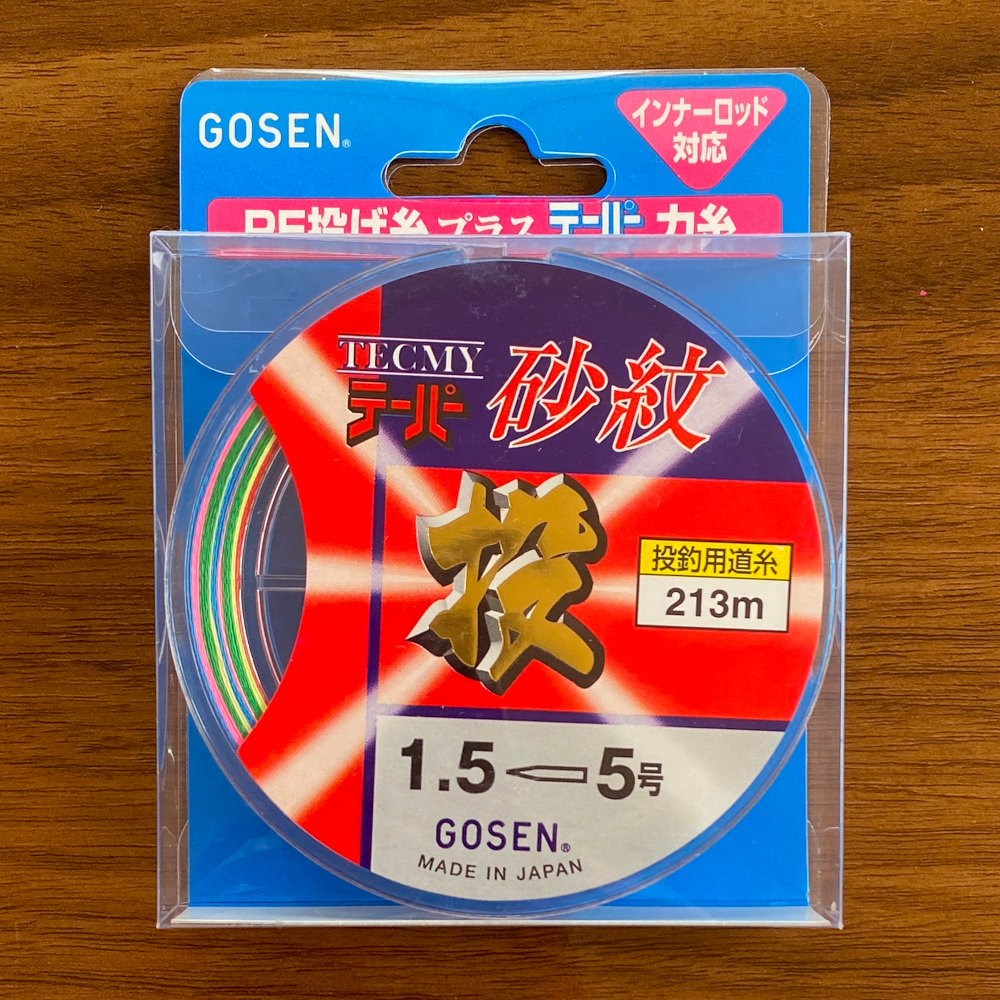 GOSEN®
インナーロッド
対応
PE投げ糸 プラス テーパー 力糸
TECMY
テーパー 砂紋
投
投釣用道糸
213m
1.5 5号
GOSEN®
MADE IN JAPAN